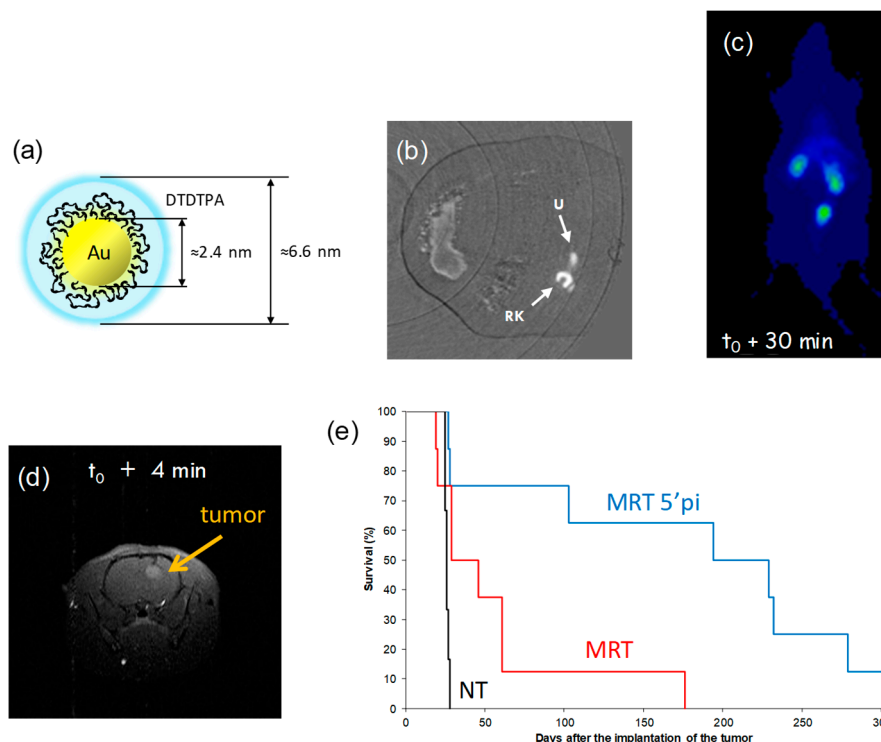 (a)
DTDTPA
Au
≈2.4 nm
≈6.6 nm
(b)
U
RK
(c)
t₀ + 30 min
(d)
t₀ + 4 min
tumor
(e)
Survival (%)
100
90
80
70
60
50
40
30
20
10
0
MRT 5'pi
MRT
NT
0 50 100 150 200 250
Days after the implantation of the tumor